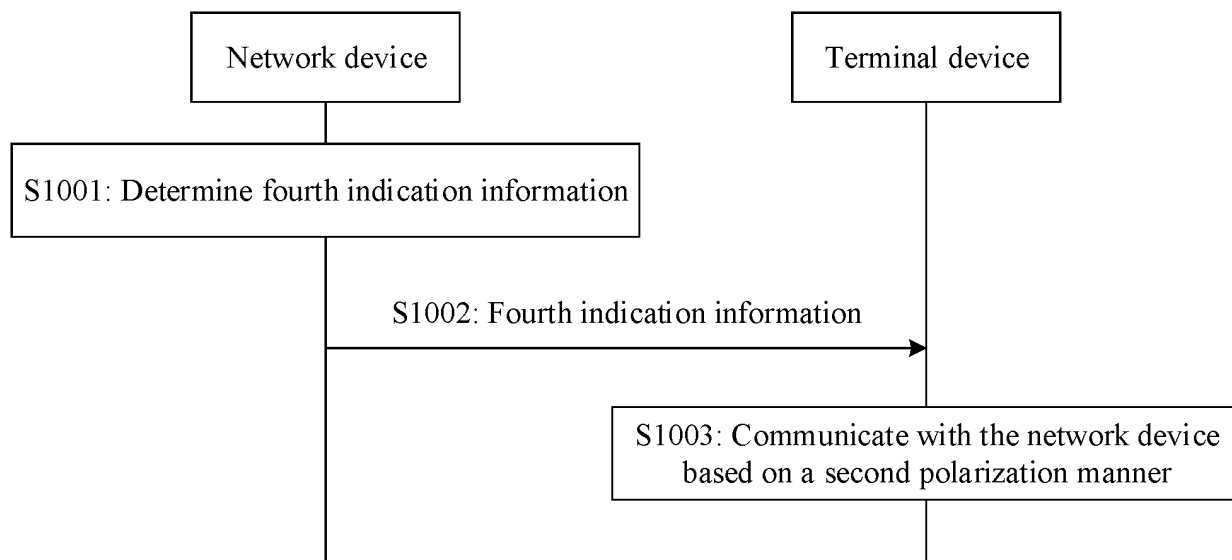 Network device
Terminal device
S1001: Determine fourth indication information
S1002: Fourth indication information
S1003: Communicate with the network device
based on a second polarization manner